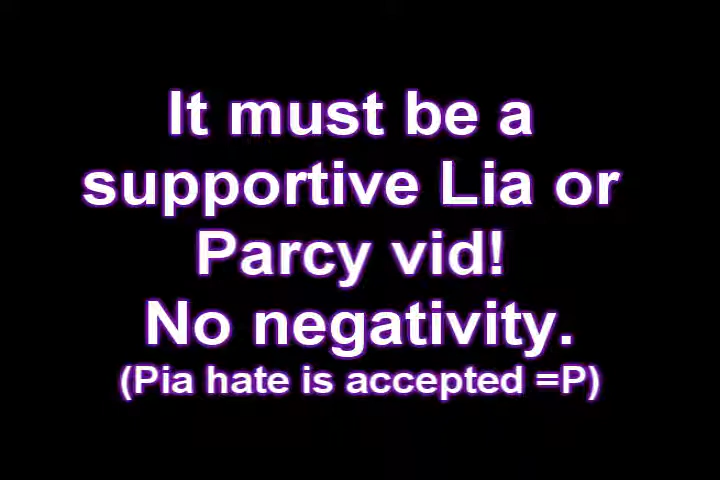 It must be a
supportive Lia or
Parcy vid!
No negativity.
(Pia hate is accepted =P)